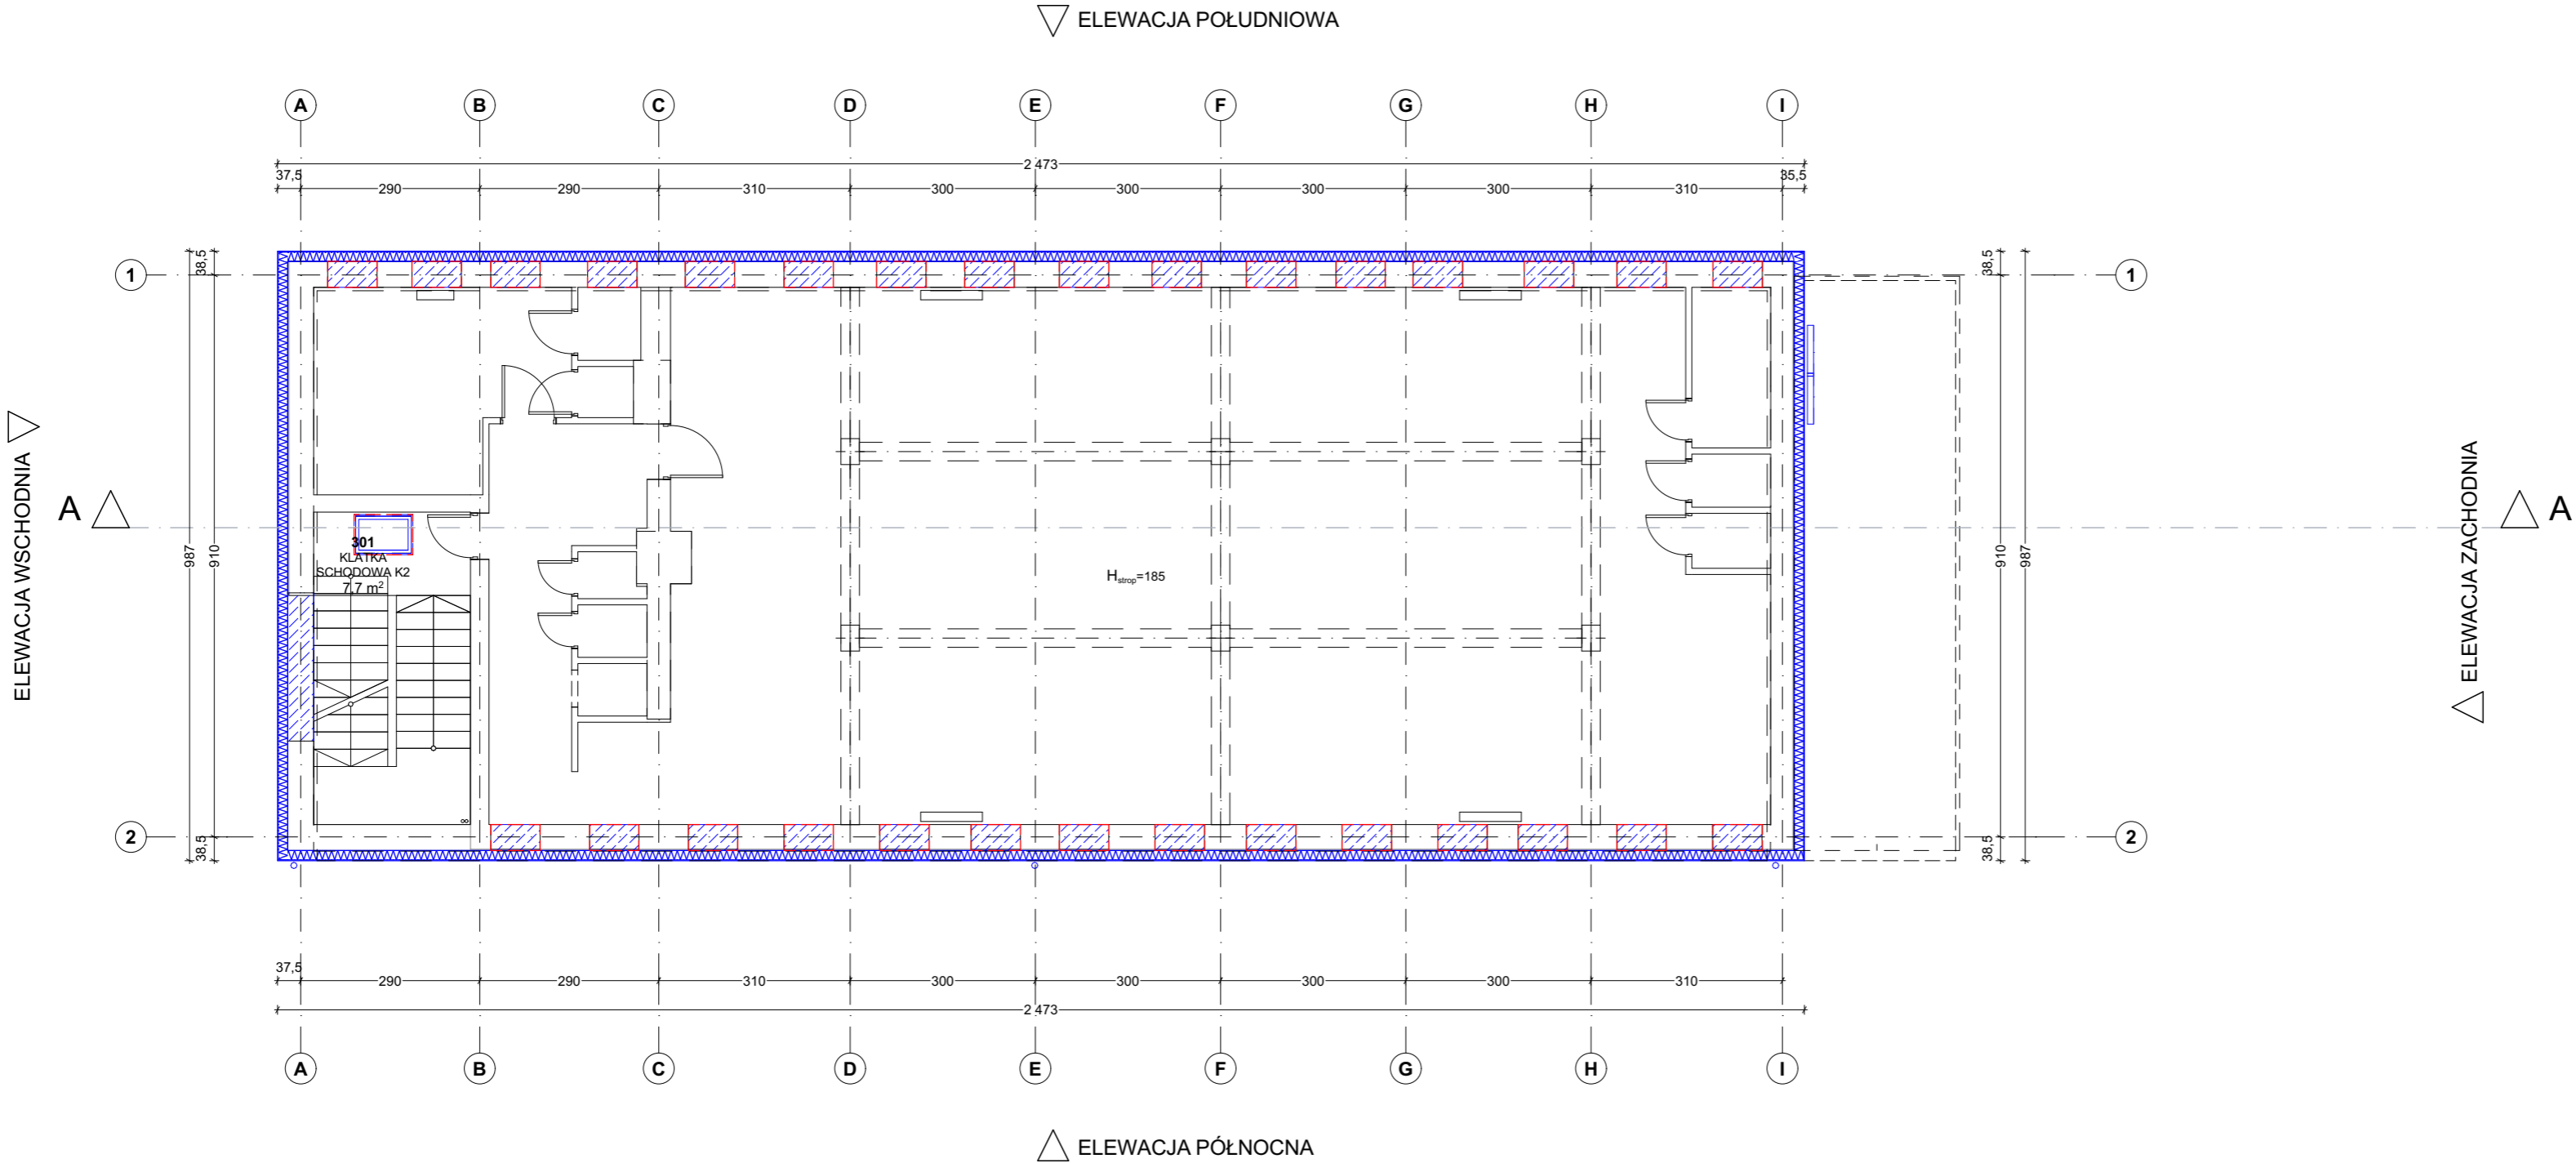 ELEWACJA POŁUDNIOWA
A B C D E F G H I
2 473
37,5 290 290 310 300 300 300 300 310 35,5
38,5 38,5
1 1
ELEWACJA WSCHODNIA
ELEWACJA ZACHODNIA
A A
987 910 910 987
301
KLATKA
SCHODOWA K2
7,7 m²
Hstrop=185
8
2 2
38,5 38,5
37,5 290 290 310 300 300 300 300 310
2 473
A B C D E F G H I
ELEWACJA PÓŁNOCNA